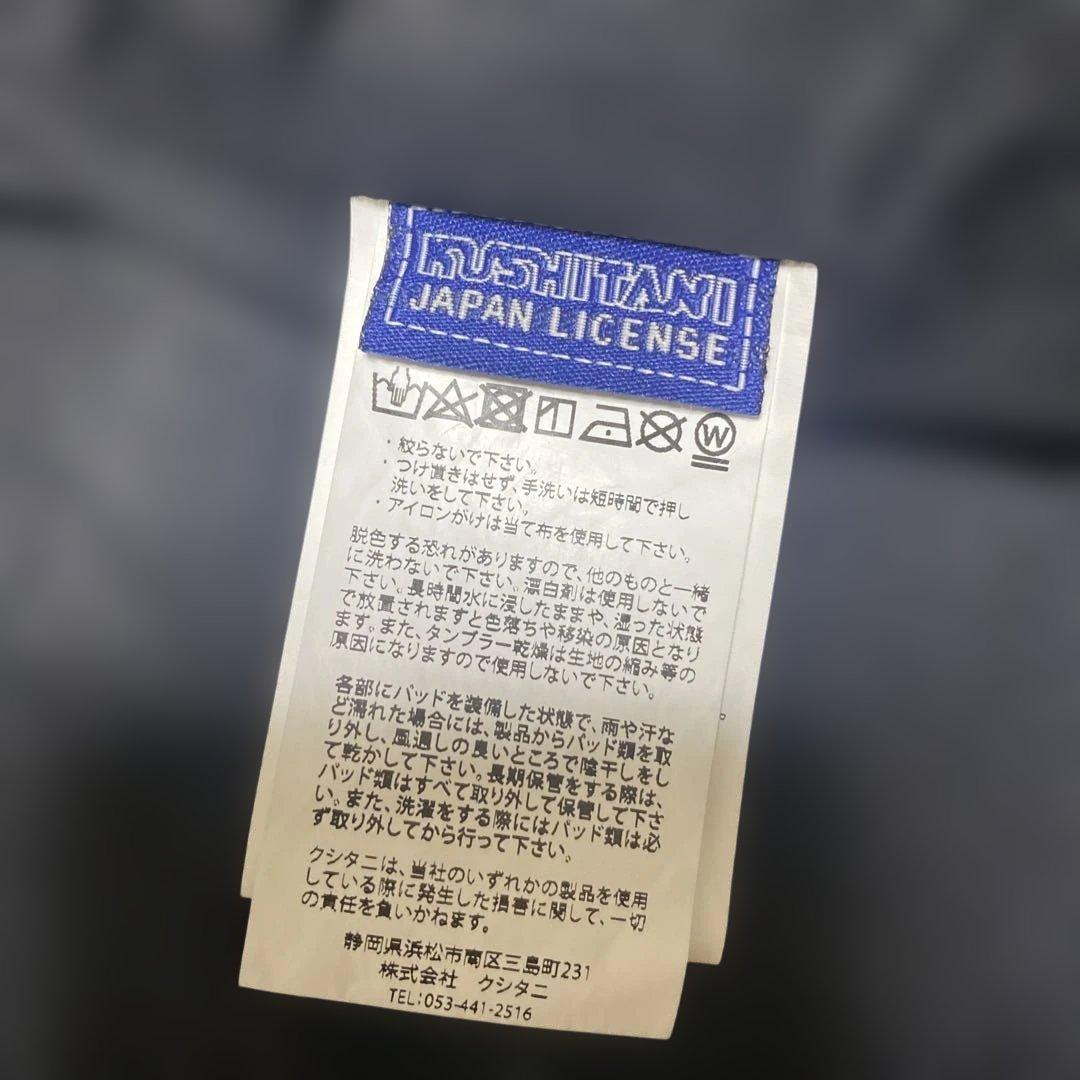 KUSHITANI
JAPAN LICENSE
W
・絞らないで下さい。
・つけ置きはせず、手洗いは短時間で押し
洗いをして下さい。
・アイロンがけは当て布を使用して下さい。
脱色する恐れがありますので、他のものと一緒
に洗わないで下さい。漂白剤は使用しないで
下さい。長時間水に浸したままや、湿った状態
で放置されますと色落ちや移染の原因となり
ます。また、タンブラー乾燥は生地の縮み等の
原因になりますので使用しないで下さい。
各部にパッドを装備した状態で、雨や汗な
ど濡れた場合には、製品からパッド類を取
り外し、風通しの良いところで陰干しをし
て乾かして下さい。長期保管をする際は、
パッド類はすべて取り外して保管して下さ
い。また、洗濯をする際にはパッド類は必
ず取り外してから行って下さい。
クシタニは、当社のいずれかの製品を使用
している際に発生した損害に関して、一切
の責任を負いかねます。
静岡県浜松市南区三島町231
株式会社　クシタニ
TEL:053-441-2516